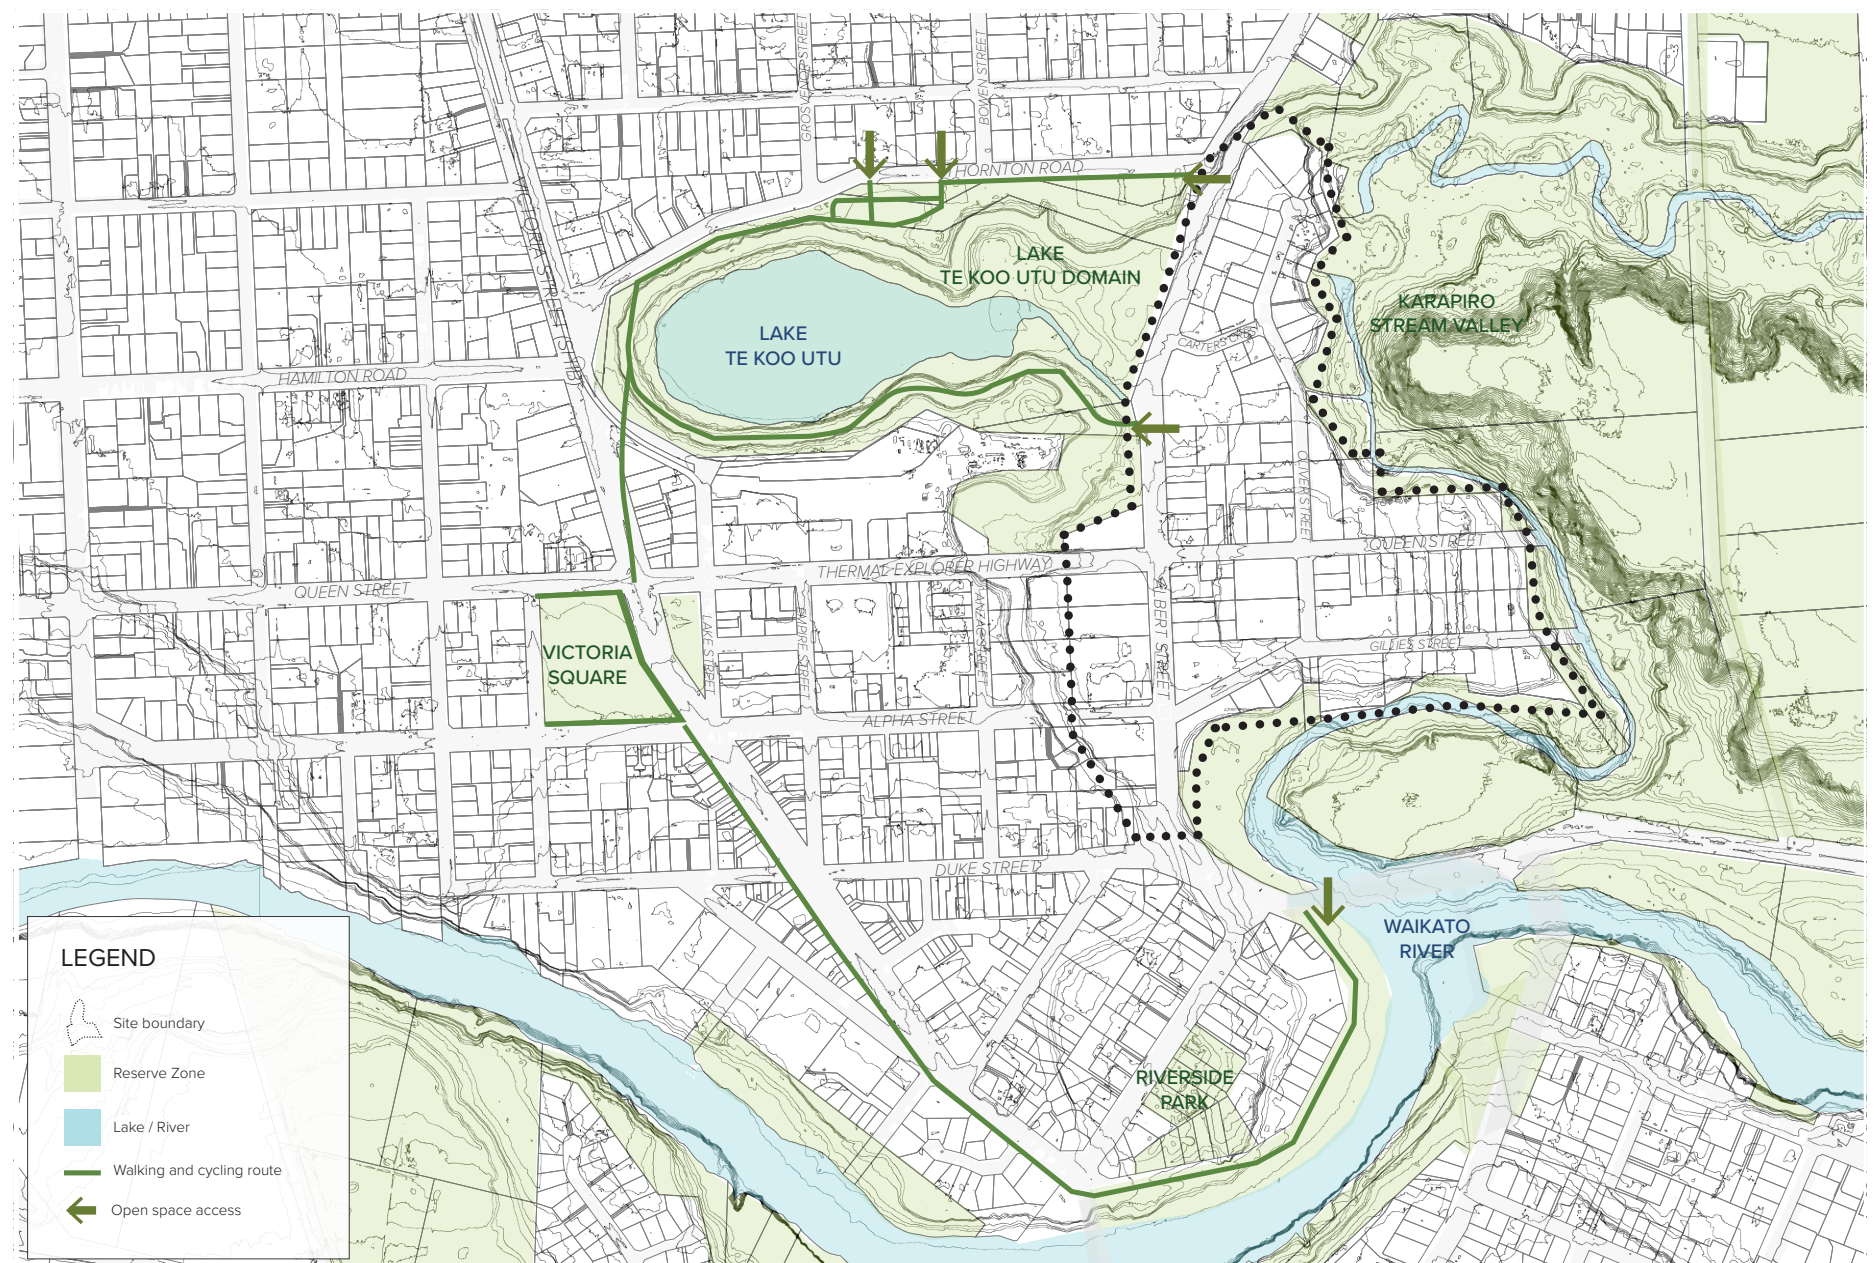 GROSVENOR STREET
BOWEN STREET
THORNTON ROAD
LAKE
TE KOO UTU DOMAIN
KARAPIRO
STREAM VALLEY
LAKE
TE KOO UTU
VICTORIA STREET
CARTERS CRES
HAMILTON ROAD
OLIVER STREET
QUEEN STREET
THERMAL EXPLORER HIGHWAY
QUEEN STREET
LAKE STREET
EMPIRE STREET
ANZAC STREET
ALBERT STREET
GILLIES STREET
VICTORIA
SQUARE
ALPHA STREET
DUKE STREET
WAIKATO
RIVER
RIVERSIDE
PARK
LEGEND
Site boundary
Reserve Zone
Lake / River
Walking and cycling route
Open space access